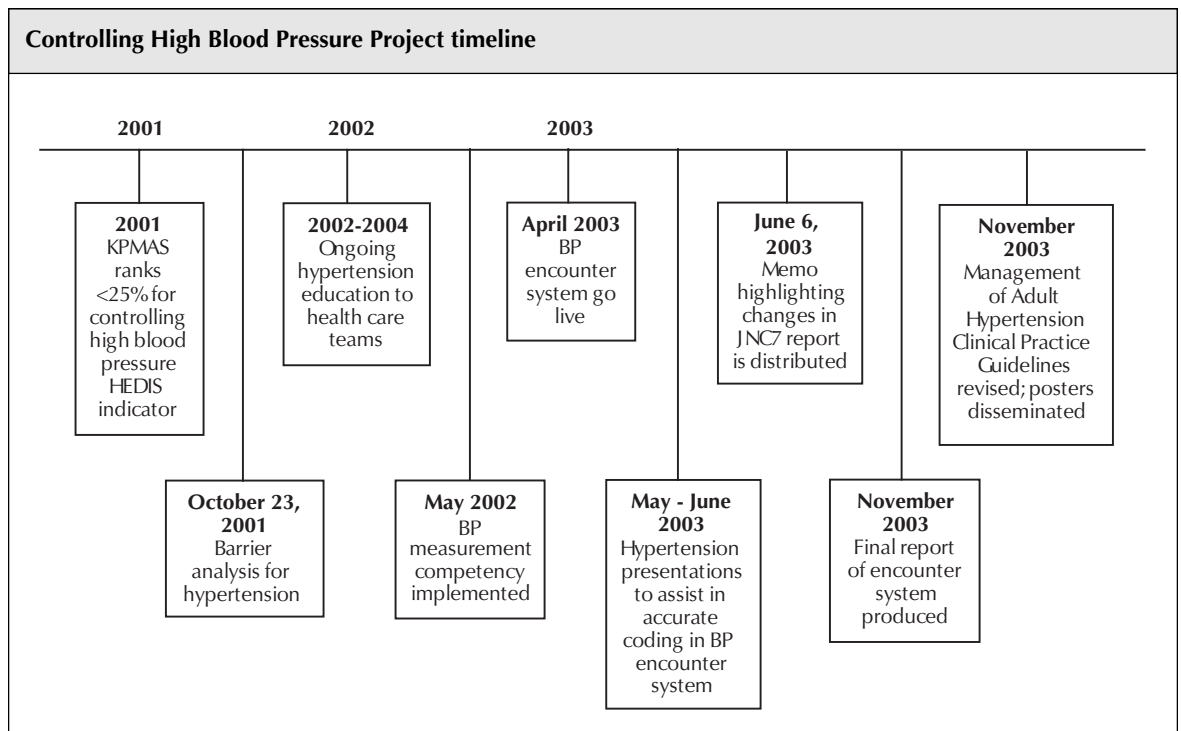 Controlling High Blood Pressure Project timeline
2001
2002
2003
2001
KPMAS
ranks
<25% for
controlling
high blood
pressure
HEDIS
indicator
October 23,
2001
Barrier
analysis for
hypertension
2002-2004
Ongoing
hypertension
education to
health care
teams
May 2002
BP
measurement
competency
implemented
April 2003
BP
encounter
system go
live
May - June
2003
Hypertension
presentations
to assist in
accurate
coding in BP
encounter
system
June 6,
2003
Memo
highlighting
changes in
JNC7 report
is distributed
November
2003
Final report
of encounter
system
produced
November
2003
Management
of Adult
Hypertension
Clinical Practice
Guidelines
revised; posters
disseminated